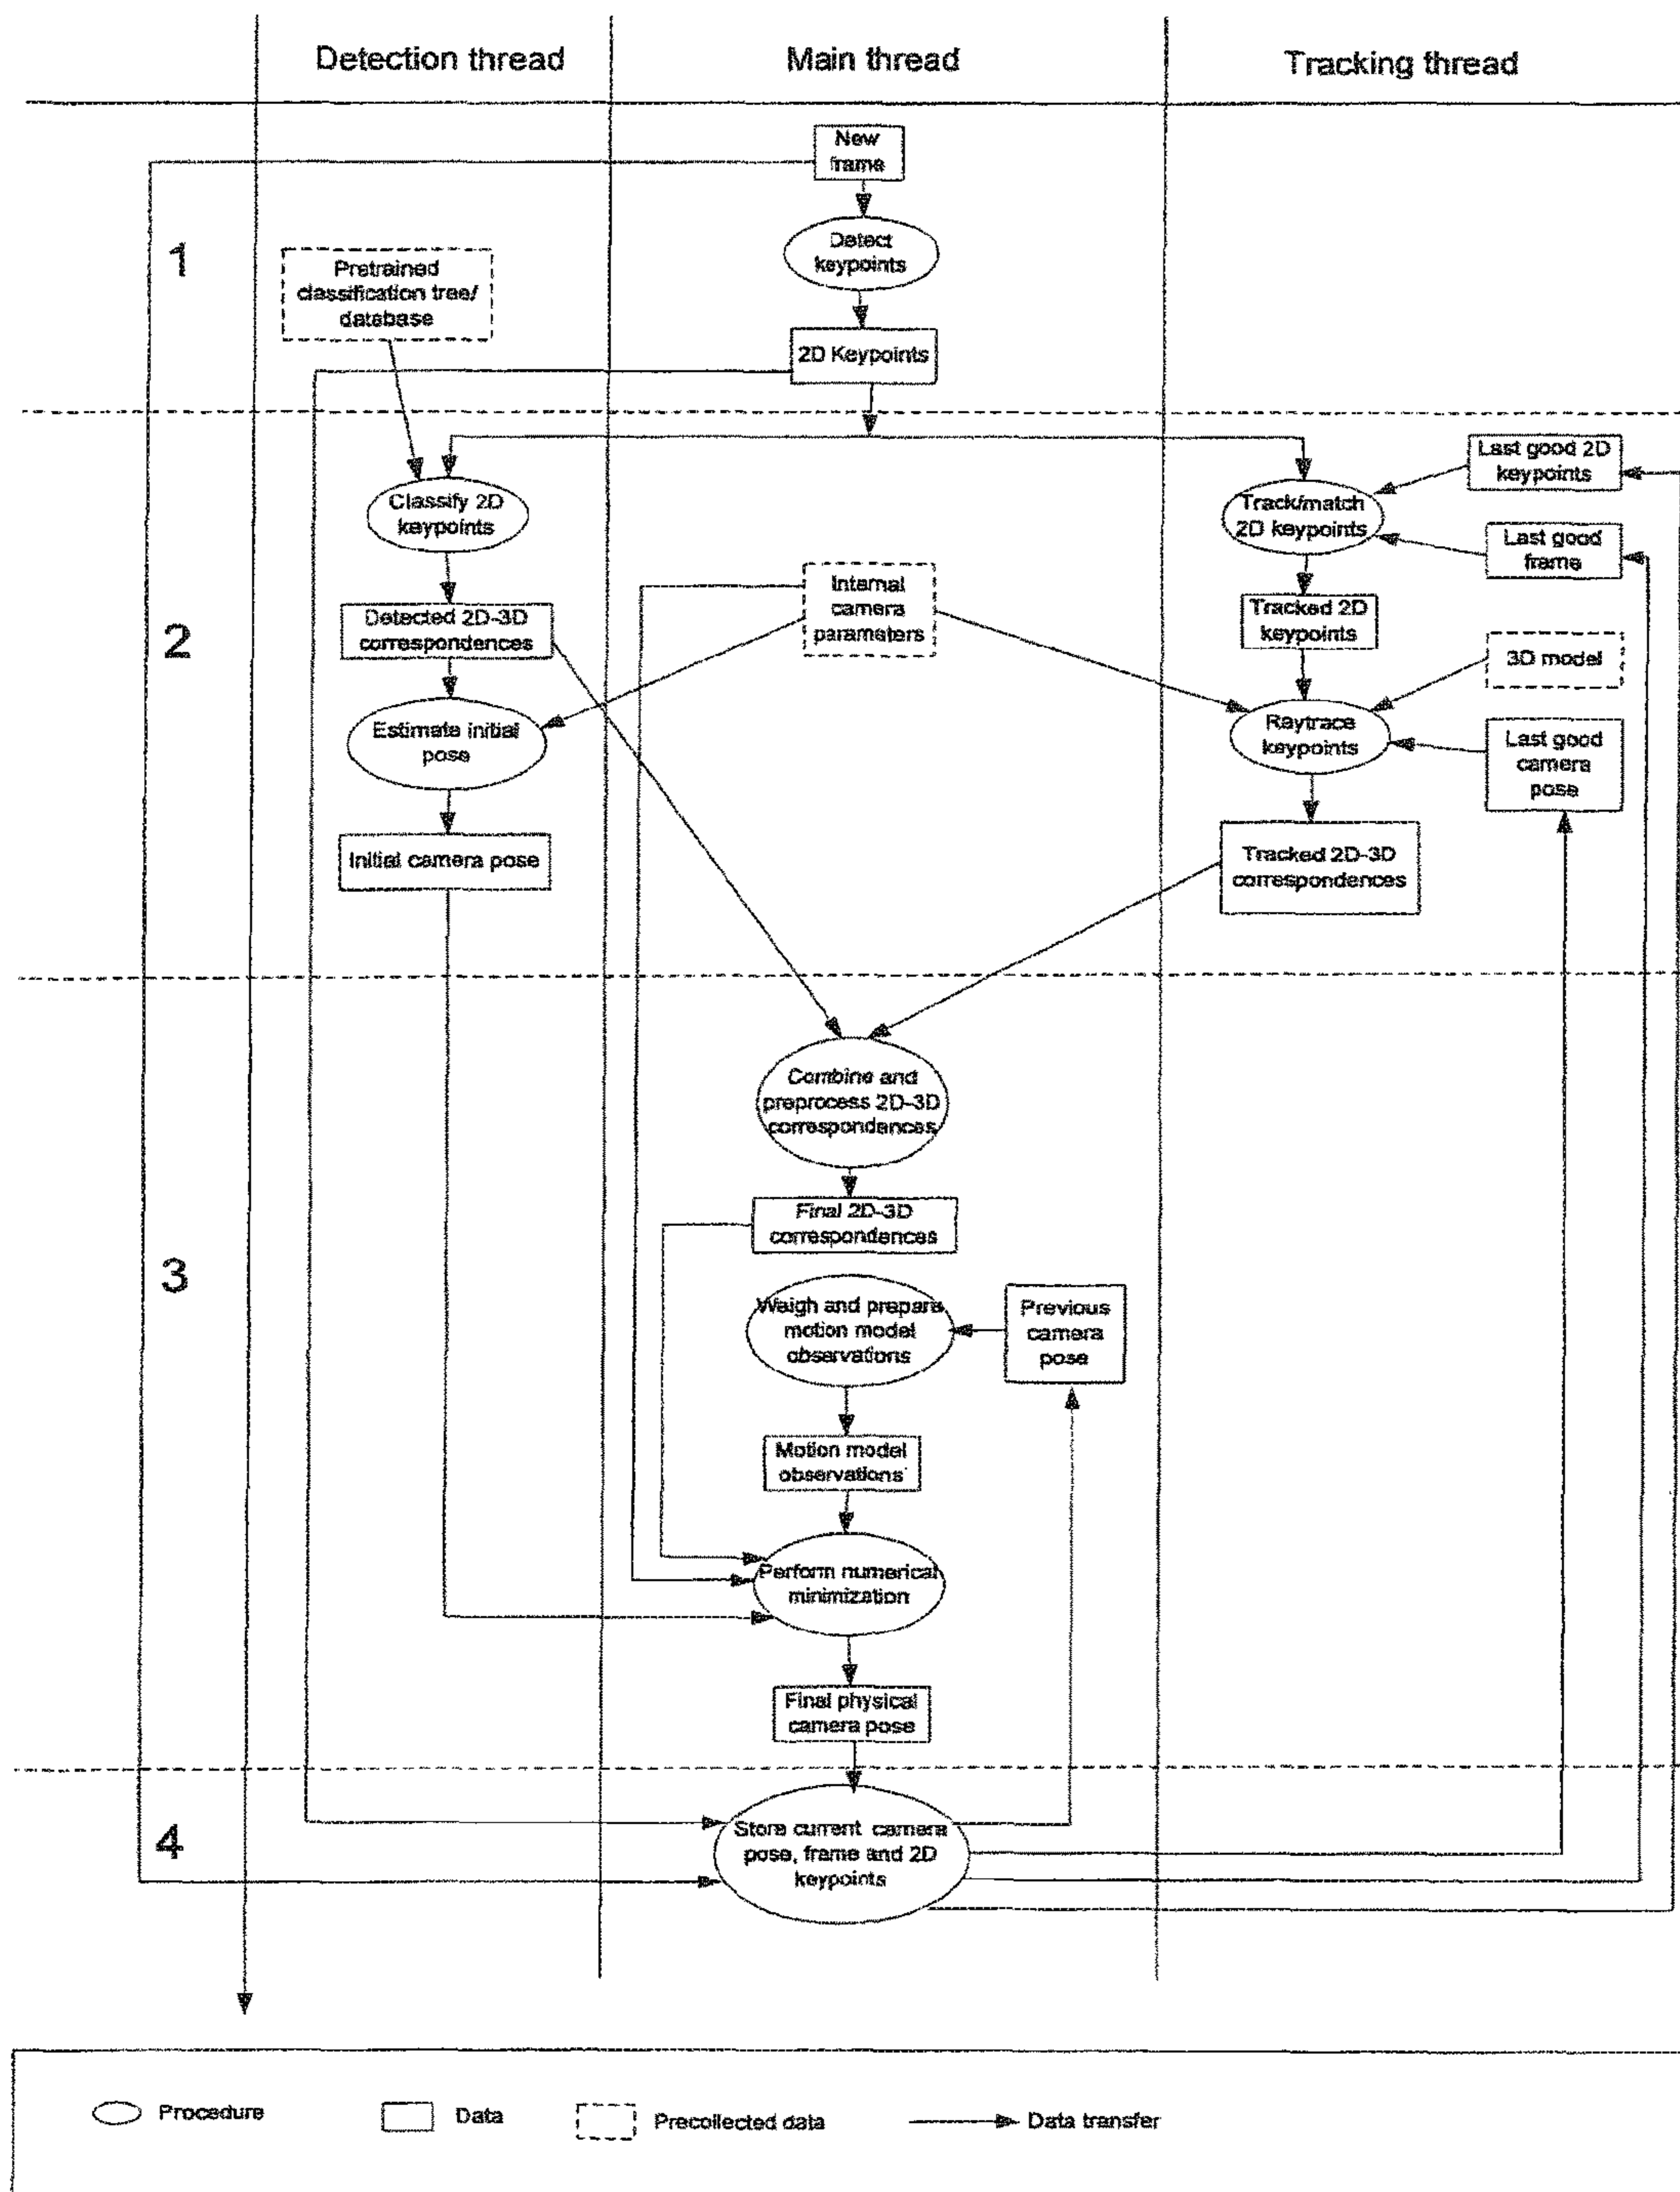 Detection thread
Main thread
Tracking thread
New
frame
1
Detect
keypoints
Pretrained
classification tree/
database
2D Keypoints
2
Last good 2D
keypoints
Classify 2D
keypoints
Track/match
2D keypoints
Last good
frame
Internal
camera
parameters
Detected 2D-3D
correspondences
Tracked 2D
keypoints
3D model
Estimate initial
pose
Raytrace
keypoints
Last good
camera
pose
Initial camera pose
Tracked 2D-3D
correspondences
3
Combine and
preprocess 2D-3D
correspondences
Final 2D-3D
correspondences
Weigh and prepare
motion model
observations
Previous
camera
pose
Motion model
observations
Perform numerical
minimization
Final physical
camera pose
4
Store current camera
pose, frame and 2D
keypoints
Procedure
Data
Precollected data
Data transfer